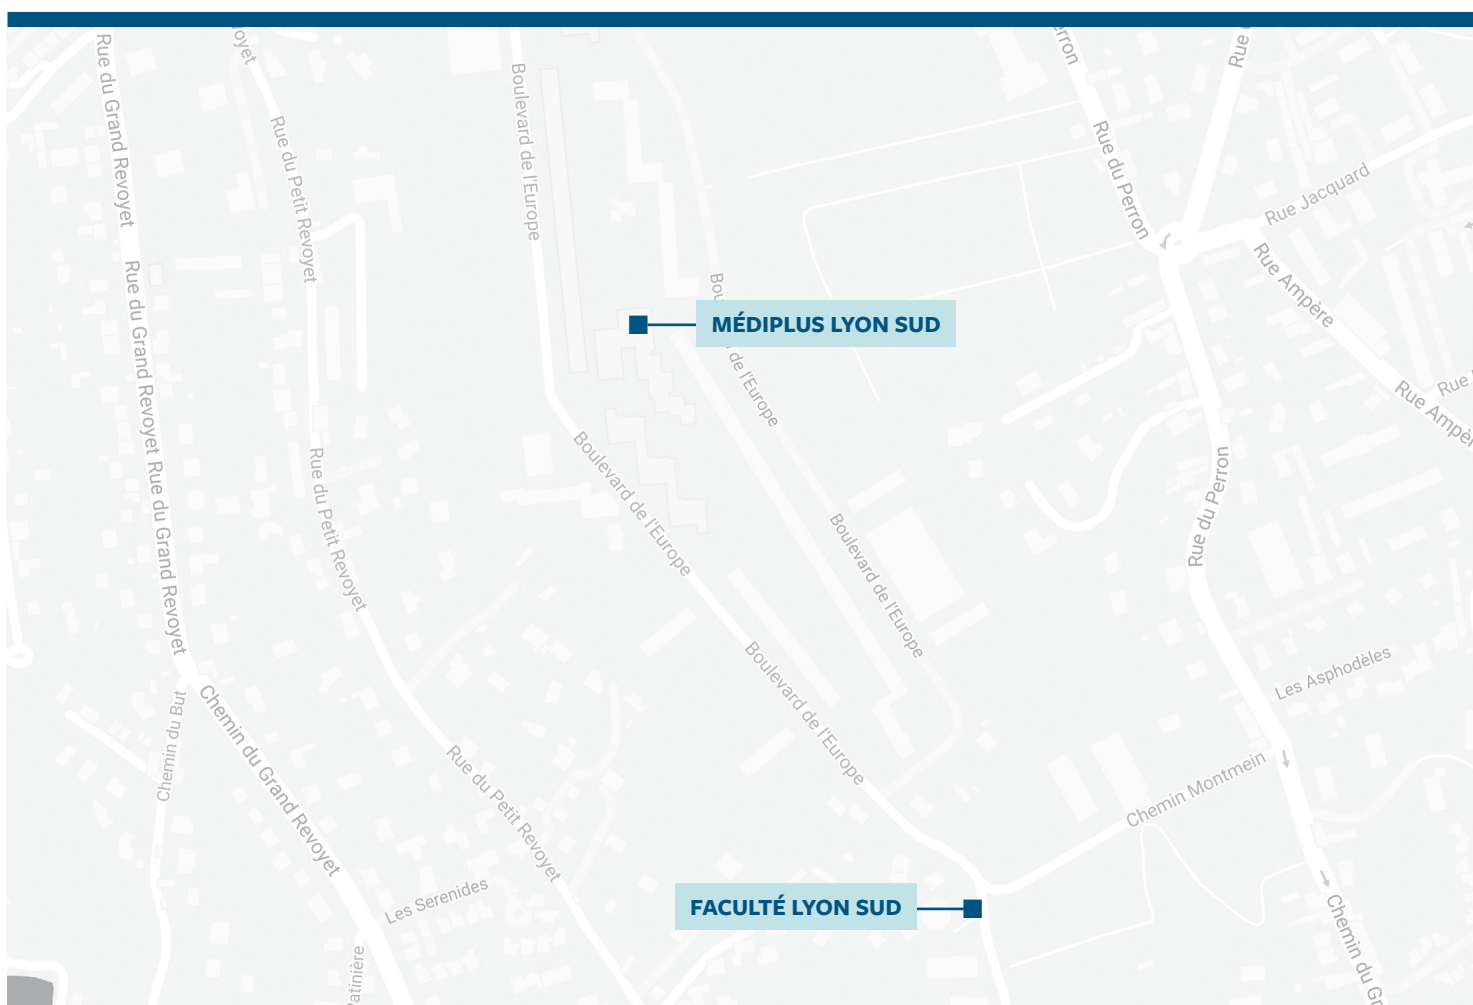 Rue du Grand Revoyet
Rue du Petit Revoyet
Boulevard de l'Europe
Rue du Perron
Rue Jacquard
Rue Ampère
Rue du Grand Revoyet
MÉDIPLUS LYON SUD
Boulevard de l'Europe
Rue Ampère
Rue du Petit Revoyet
Boulevard de l'Europe
Rue du Perron
Rue du Grand Revoyet
Boulevard de l'Europe
Les Asphodèles
Boulevard de l'Europe
Chemin du But
Chemin du Grand Revoyet
Rue du Petit Revoyet
Chemin Montmein
Les Serenides
FACULTÉ LYON SUD